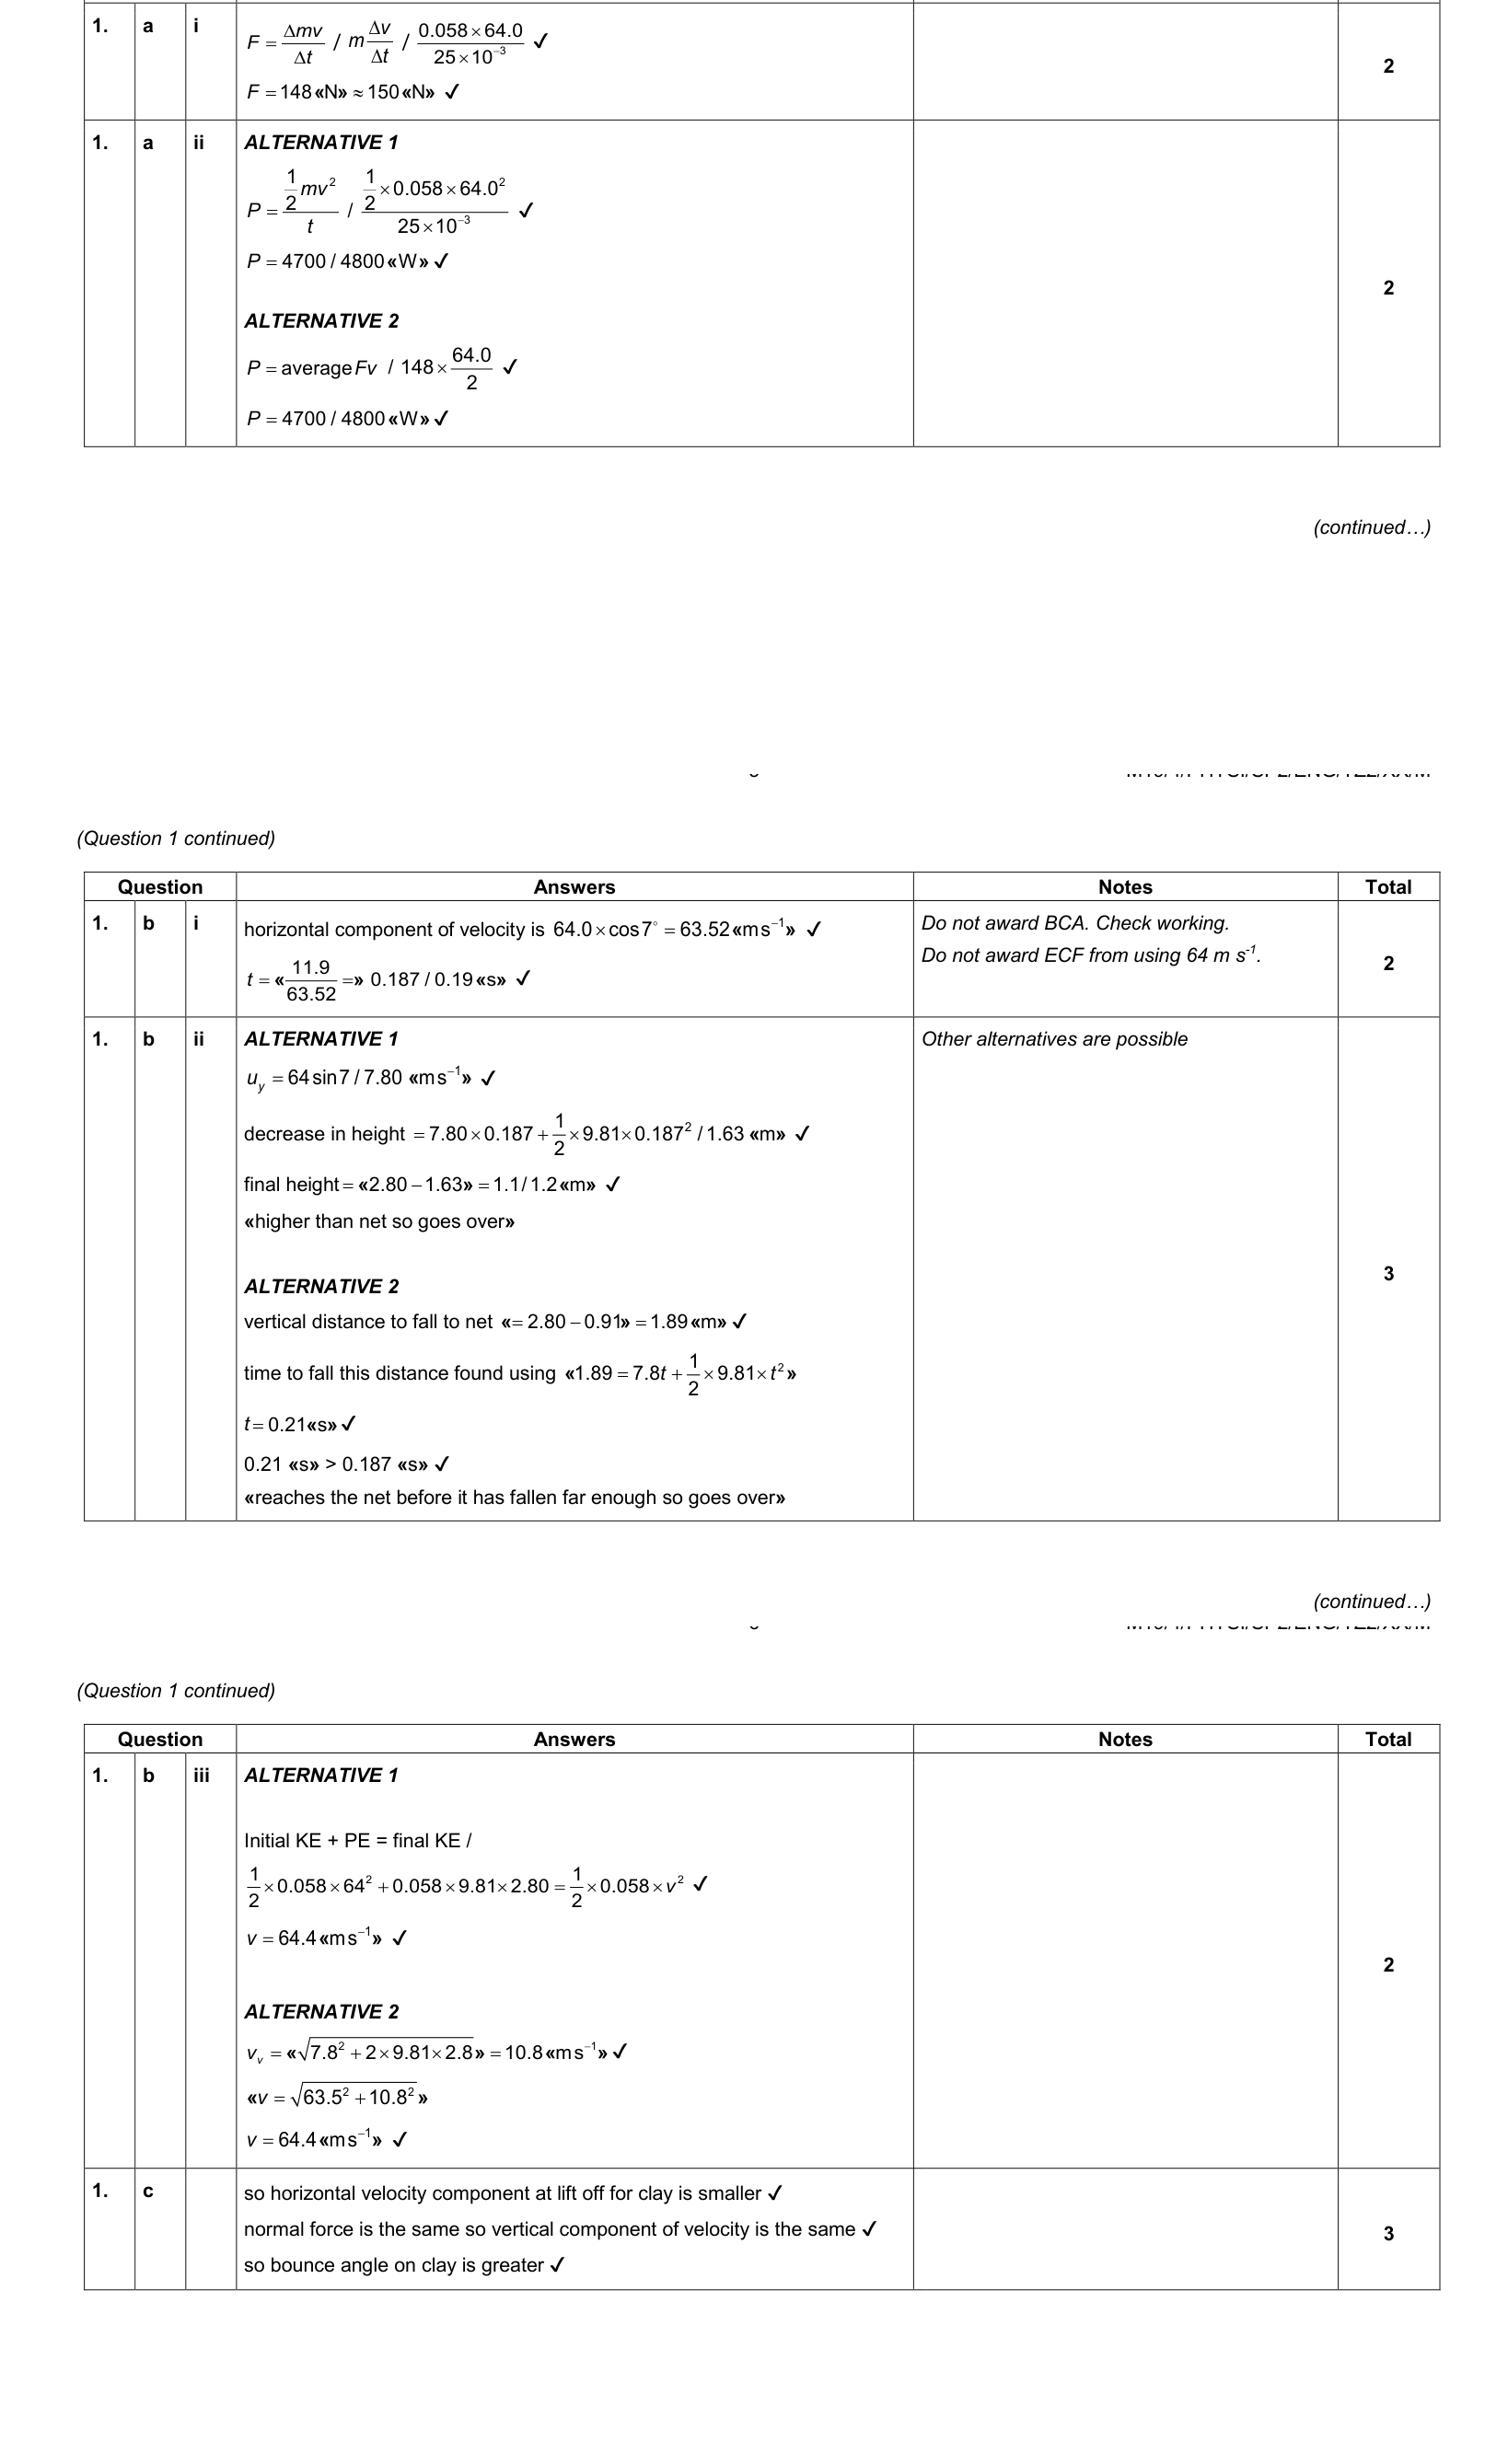 1. a i F = Δmv/Δt / m Δv/Δt / (0.058 × 64.0)/(25 × 10⁻³) ✓
F = 148 «N» ≈ 150 «N» ✓
2
1. a ii ALTERNATIVE 1
P = (½mv²)/t / (½ × 0.058 × 64.0²)/(25 × 10⁻³) ✓
P = 4700 / 4800 «W» ✓
2
ALTERNATIVE 2
P = average Fv / 148 × 64.0/2 ✓
P = 4700 / 4800 «W» ✓
(continued…)
(Question 1 continued)
Question Answers Notes Total
1. b i horizontal component of velocity is 64.0 × cos7° = 63.52 «ms⁻¹» ✓ Do not award BCA. Check working.
Do not award ECF from using 64 m s⁻¹.
t = «11.9/63.52 =» 0.187 / 0.19 «s» ✓
2
1. b ii ALTERNATIVE 1 Other alternatives are possible
u_y = 64 sin7 / 7.80 «ms⁻¹» ✓
decrease in height = 7.80 × 0.187 + ½ × 9.81 × 0.187² / 1.63 «m» ✓
final height = «2.80 − 1.63» = 1.1 / 1.2 «m» ✓
«higher than net so goes over»
3
ALTERNATIVE 2
vertical distance to fall to net «= 2.80 − 0.91» = 1.89 «m» ✓
time to fall this distance found using «1.89 = 7.8t + ½ × 9.81 × t²»
t = 0.21 «s» ✓
0.21 «s» > 0.187 «s» ✓
«reaches the net before it has fallen far enough so goes over»
(continued…)
(Question 1 continued)
Question Answers Notes Total
1. b iii ALTERNATIVE 1
Initial KE + PE = final KE /
½ × 0.058 × 64² + 0.058 × 9.81 × 2.80 = ½ × 0.058 × v² ✓
v = 64.4 «ms⁻¹» ✓
2
ALTERNATIVE 2
v_v = «√(7.8² + 2 × 9.81 × 2.8)» = 10.8 «ms⁻¹» ✓
«v = √(63.5² + 10.8²)»
v = 64.4 «ms⁻¹» ✓
1. c so horizontal velocity component at lift off for clay is smaller ✓
normal force is the same so vertical component of velocity is the same ✓
3
so bounce angle on clay is greater ✓